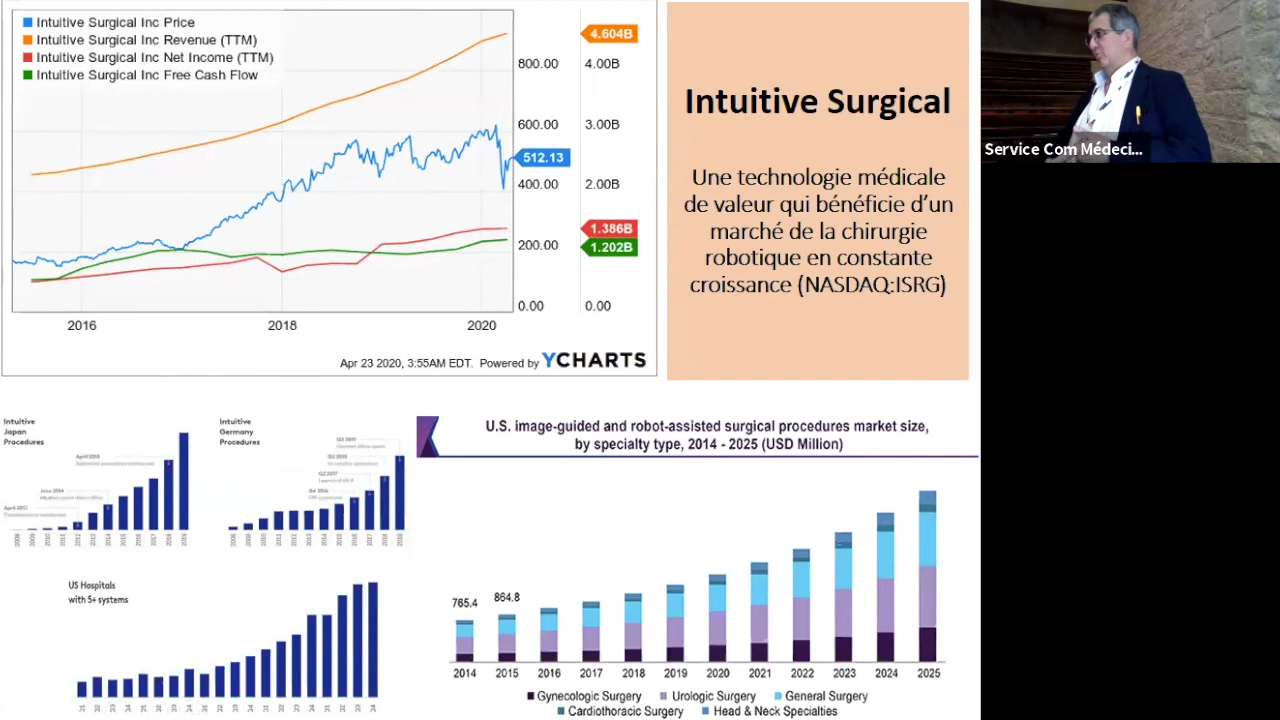 Intuitive Surgical Inc Price
Intuitive Surgical Inc Revenue (TTM)
Intuitive Surgical Inc Net Income (TTM)
Intuitive Surgical Inc Free Cash Flow
4.604B
800.00 4.00B
600.00 3.00B
512.13
400.00 2.00B
1.386B
200.00
1.202B
0.00 0.00
2016 2018 2020
Apr 23 2020, 3:55AM EDT. Powered by YCHARTS
Intuitive Surgical
Une technologie médicale
de valeur qui bénéficie d’un
marché de la chirurgie
robotique en constante
croissance (NASDAQ:ISRG)
Service Com Médeci...
Intuitive
Japan
Procedures
Intuitive
Germany
Procedures
US Hospitals
with 5+ systems
U.S. image-guided and robot-assisted surgical procedures market size,
by specialty type, 2014 - 2025 (USD Million)
765.4 864.8
2014 2015 2016 2017 2018 2019 2020 2021 2022 2023 2024 2025
Gynecologic Surgery Urologic Surgery General Surgery
Cardiothoracic Surgery Head & Neck Specialties